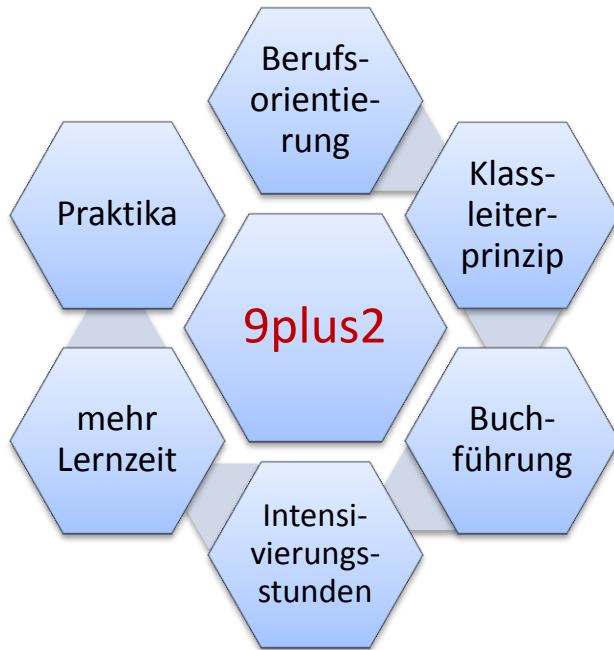 Berufs-
orientie-
rung
Klass-
leiter-
prinzip
Praktika
9plus2
mehr
Lernzeit
Buch-
führung
Intensi-
vierungs-
stunden